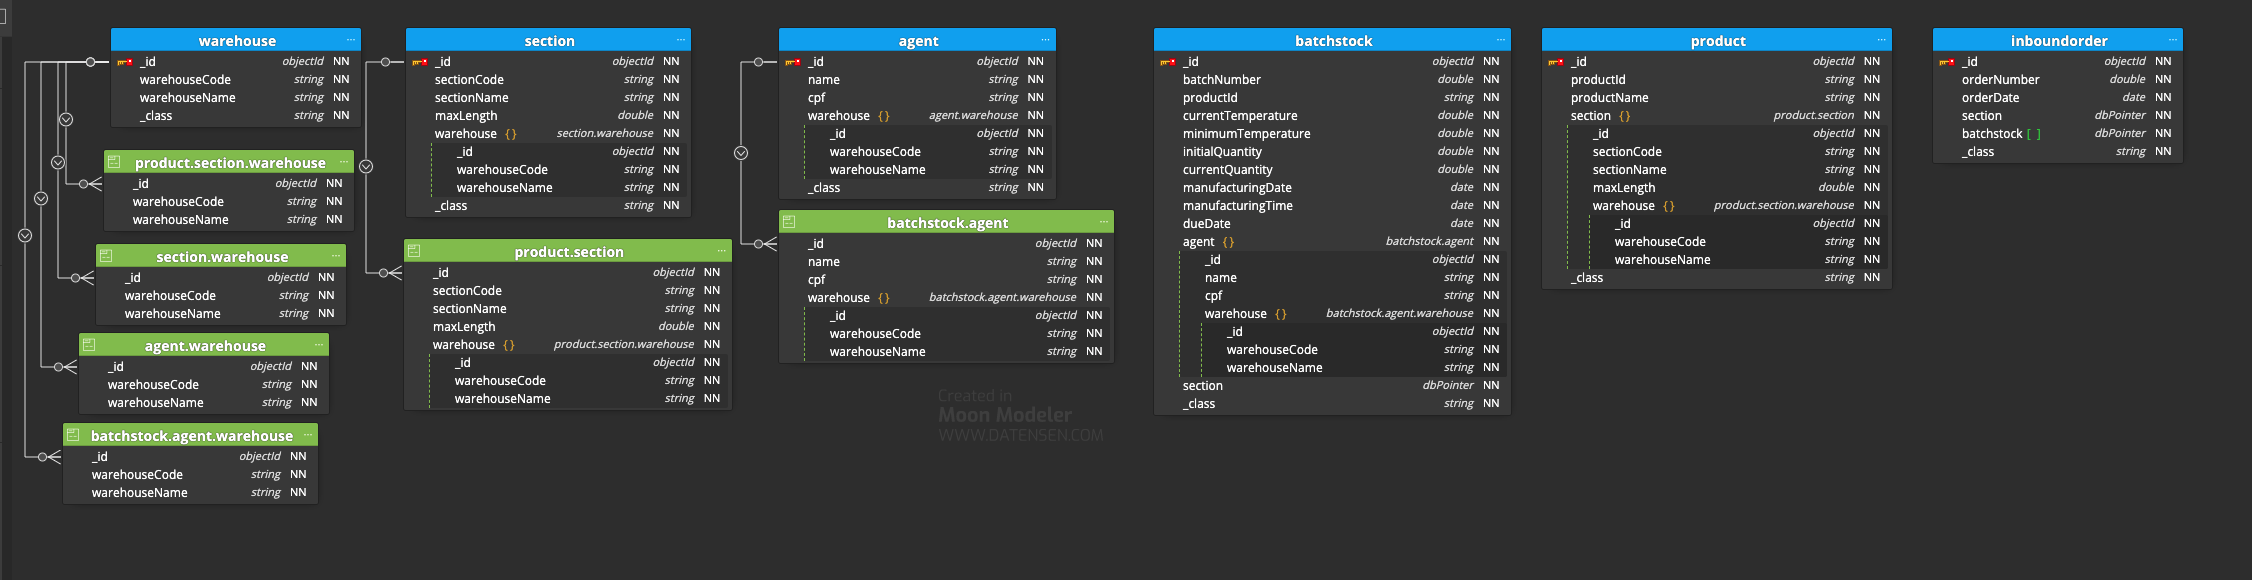 warehouse ...
_id objectId NN
warehouseCode string NN
warehouseName string NN
_class string NN
product.section.warehouse ...
_id objectId NN
warehouseCode string NN
warehouseName string NN
section.warehouse ...
_id objectId NN
warehouseCode string NN
warehouseName string NN
agent.warehouse ...
_id objectId NN
warehouseCode string NN
warehouseName string NN
batchstock.agent.warehouse ...
_id objectId NN
warehouseCode string NN
warehouseName string NN
section ...
_id objectId NN
sectionCode string NN
sectionName string NN
maxLength double NN
warehouse {} section.warehouse NN
_id objectId NN
warehouseCode string NN
warehouseName string NN
_class string NN
product.section ...
_id objectId NN
sectionCode string NN
sectionName string NN
maxLength double NN
warehouse {} product.section.warehouse NN
_id objectId NN
warehouseCode string NN
warehouseName string NN
agent ...
_id objectId NN
name string NN
cpf string NN
warehouse {} agent.warehouse NN
_id objectId NN
warehouseCode string NN
warehouseName string NN
_class string NN
batchstock.agent ...
_id objectId NN
name string NN
cpf string NN
warehouse {} batchstock.agent.warehouse NN
_id objectId NN
warehouseCode string NN
warehouseName string NN
Created in
Moon Modeler
WWW.DATENSEN.COM
batchstock ...
_id objectId NN
batchNumber double NN
productId string NN
currentTemperature double NN
minimumTemperature double NN
initialQuantity double NN
currentQuantity double NN
manufacturingDate date NN
manufacturingTime date NN
dueDate date NN
agent {} batchstock.agent NN
_id objectId NN
name string NN
cpf string NN
warehouse {} batchstock.agent.warehouse NN
_id objectId NN
warehouseCode string NN
warehouseName string NN
section dbPointer NN
_class string NN
product ...
_id objectId NN
productId string NN
productName string NN
section {} product.section NN
_id objectId NN
sectionCode string NN
sectionName string NN
maxLength double NN
warehouse {} product.section.warehouse NN
_id objectId NN
warehouseCode string NN
warehouseName string NN
_class string NN
inboundorder ...
_id objectId NN
orderNumber double NN
orderDate date NN
section dbPointer NN
batchstock [ ] dbPointer NN
_class string NN